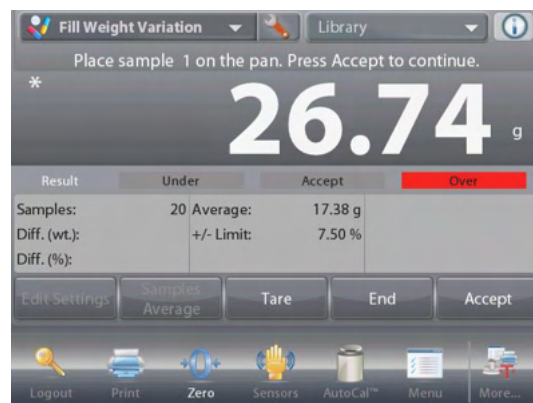 Fill Weight Variation Library
Place sample 1 on the pan. Press Accept to continue.
*
26.74 g
Result Under Accept Over
Samples: 20 Average: 17.38 g
Diff. (wt.): +/- Limit: 7.50 %
Diff. (%):
Edit Settings Samples Average Tare End Accept
Logout Print Zero Sensors AutoCal™ Menu More...